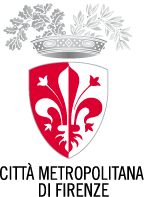 CITTÀ METROPOLITANA
DI FIRENZE